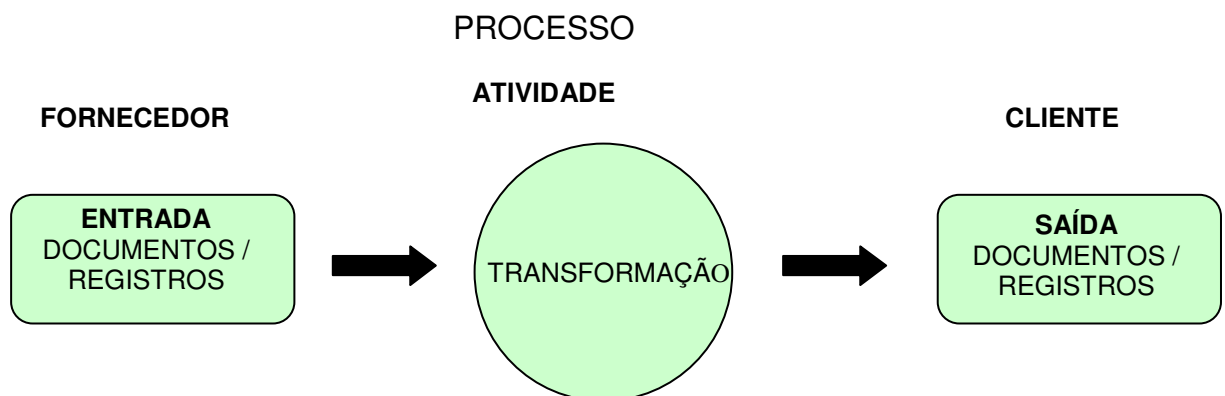 PROCESSO
ATIVIDADE
FORNECEDOR
CLIENTE
ENTRADA
DOCUMENTOS /
REGISTROS
TRANSFORMAÇÃO
SAÍDA
DOCUMENTOS /
REGISTROS